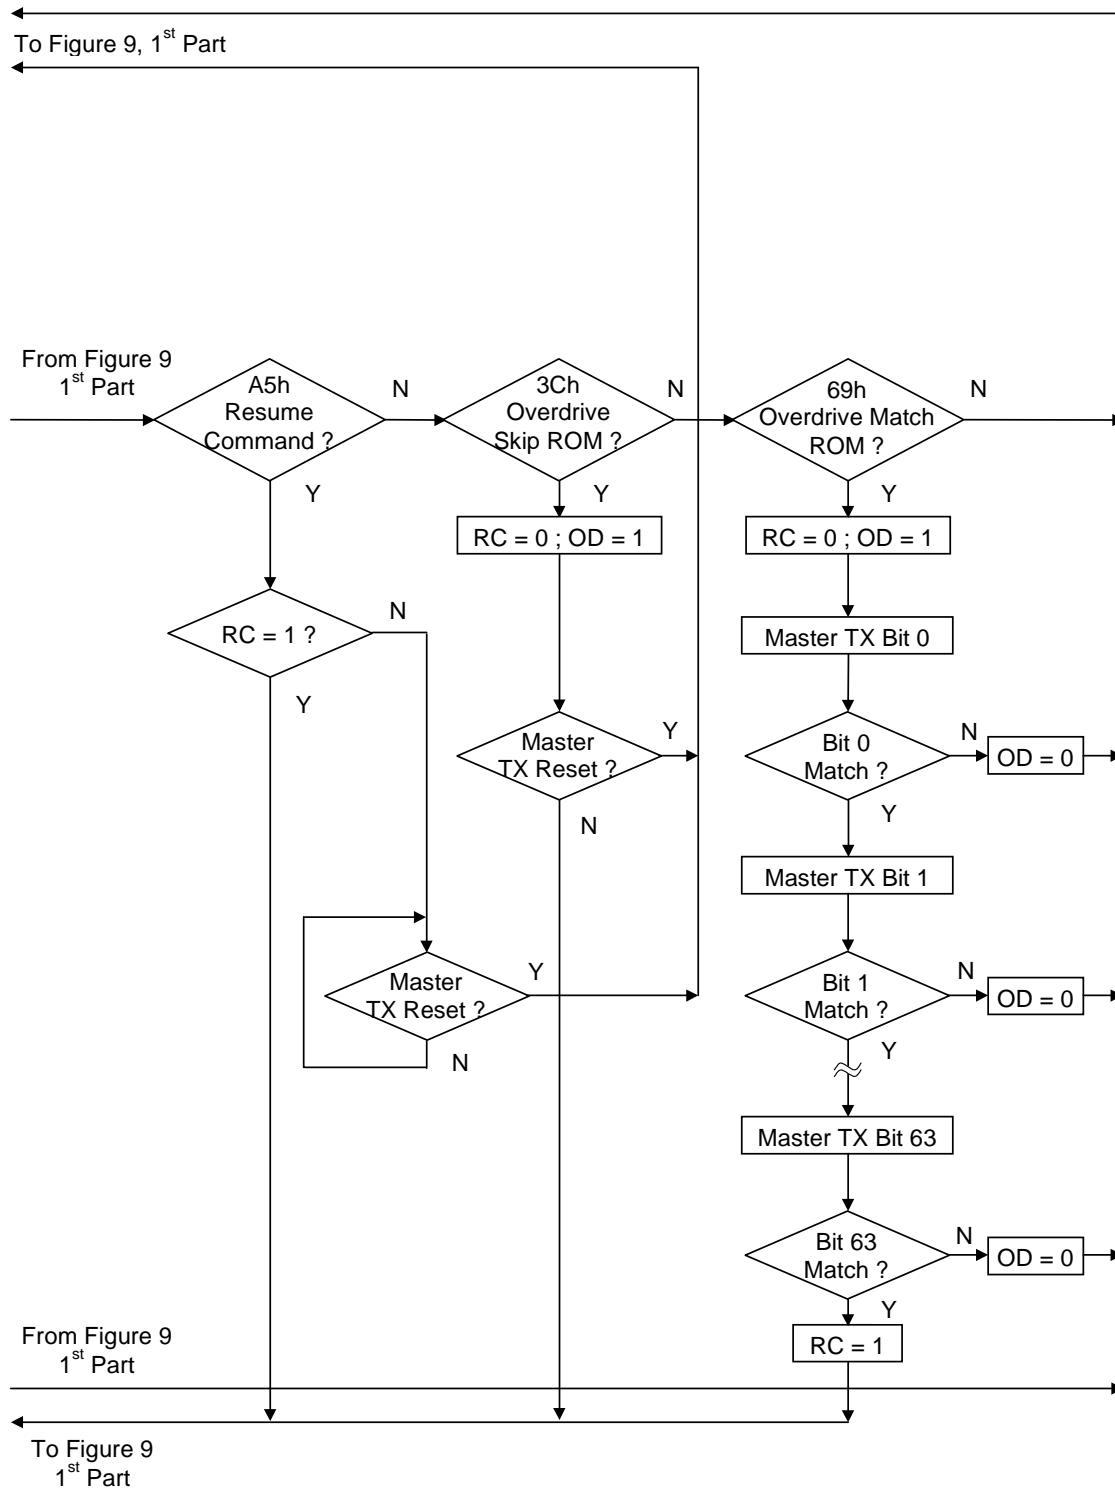 To Figure 9, 1st Part
From Figure 9
1st Part
A5h
Resume
Command ?
N
Y
3Ch
Overdrive
Skip ROM ?
N
Y
69h
Overdrive Match
ROM ?
N
Y
RC = 0 ; OD = 1
RC = 0 ; OD = 1
RC = 1 ?
N
Y
Master TX Bit 0
Master
TX Reset ?
Y
N
Bit 0
Match ?
N
OD = 0
Y
Master TX Bit 1
Master
TX Reset ?
Y
N
Bit 1
Match ?
N
OD = 0
Y
Master TX Bit 63
Bit 63
Match ?
N
OD = 0
Y
RC = 1
From Figure 9
1st Part
To Figure 9
1st Part